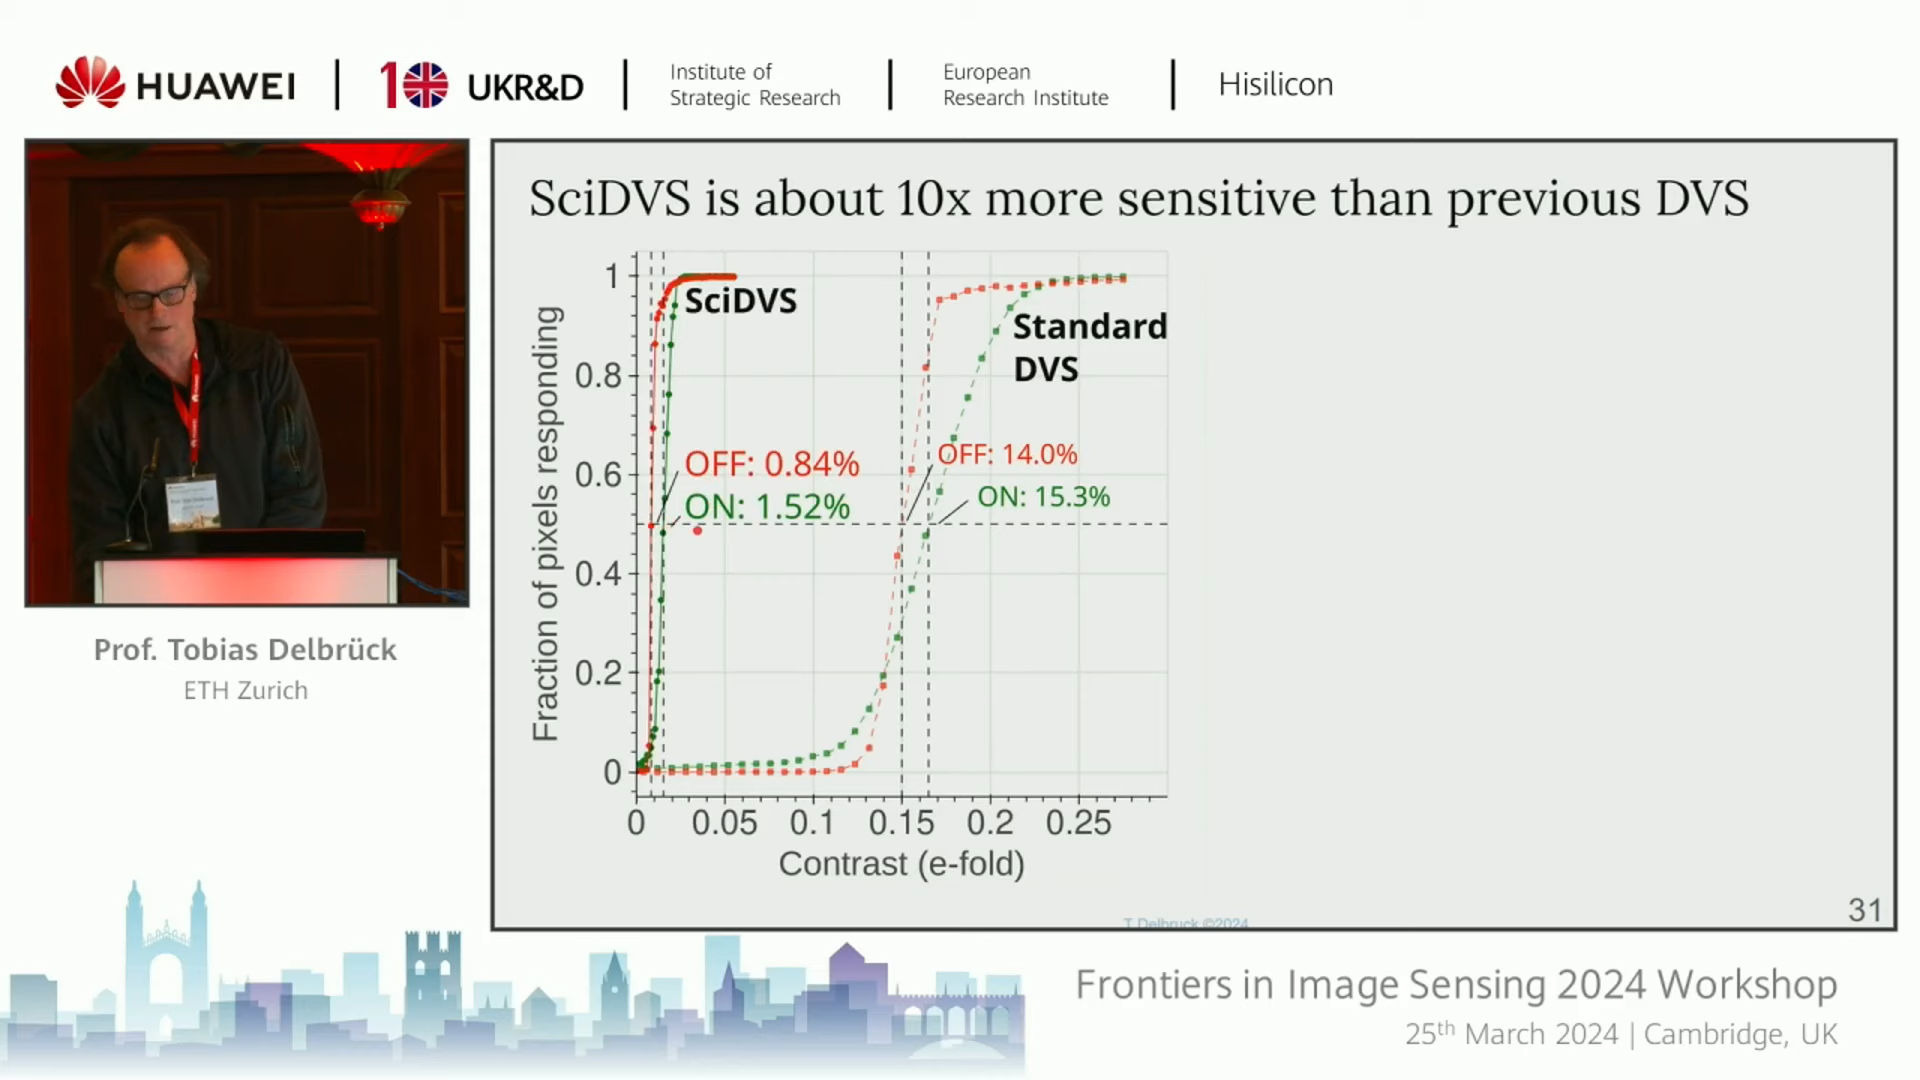 HUAWEI
UKR&D
Institute of
Strategic Research
European
Research Institute
Hisilicon
Prof. Tobias Delbrück
ETH Zurich
SciDVS is about 10x more sensitive than previous DVS
Fraction of pixels responding
1
0.8
0.6
0.4
0.2
0
SciDVS
Standard
DVS
OFF: 0.84%
ON: 1.52%
OFF: 14.0%
ON: 15.3%
0 0.05 0.1 0.15 0.2 0.25
Contrast (e-fold)
T Delbruck ©2024
31
Frontiers in Image Sensing 2024 Workshop
25th March 2024 | Cambridge, UK